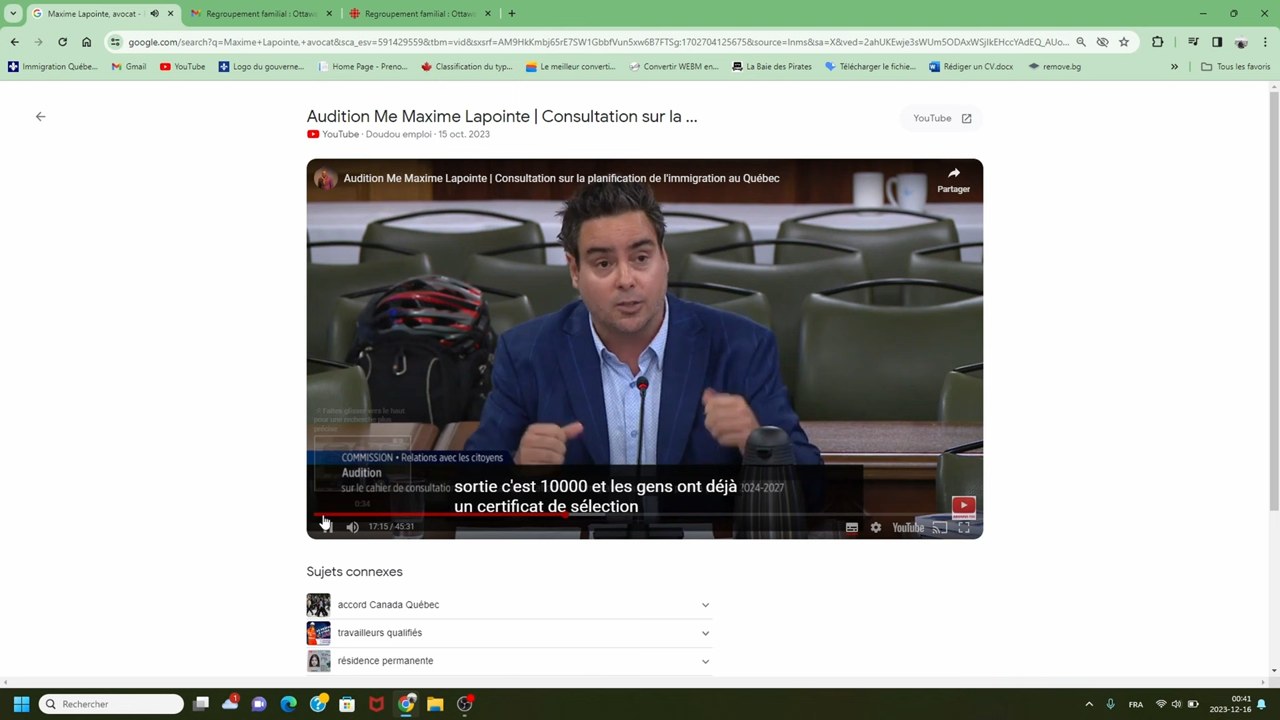 Maxime Lapointe, avocat -
Regroupement familial : Ottawa
Regroupement familial : Ottawa
google.com/search?q=Maxime+Lapointe,+avocat&sca_esv=591429559&tbm=vid&sxsrf=AM9HkKmbj65rE7SW1GbbfVun5xw6B7FTSg:1702704125675&source=lnms&sa=X&ved=2ahUKEwje3sWUm5ODAxWSjIkEHccYAdEQ_AUo...
Immigration Québe...
Gmail
YouTube
Logo du gouverne...
Home Page - Preno...
Classification du typ...
Le meilleur converti...
Convertir WEBM en...
La Baie des Pirates
Télécharger le fichie...
Rédiger un CV.docx
remove.bg
Tous les favoris
Audition Me Maxime Lapointe | Consultation sur la ...
YouTube · Doudou emploi · 15 oct. 2023
YouTube
Audition Me Maxime Lapointe | Consultation sur la planification de l'immigration au Québec
Partager
COMMISSION • Relations avec les citoyens
Audition
sur le cahier de consultatio
2024-2027
sortie c'est 10000 et les gens ont déjà
un certificat de sélection
0:34
17:15 / 45:31
YouTube
Sujets connexes
accord Canada Québec
travailleurs qualifiés
résidence permanente
Rechercher
1
FRA
00:41
2023-12-16